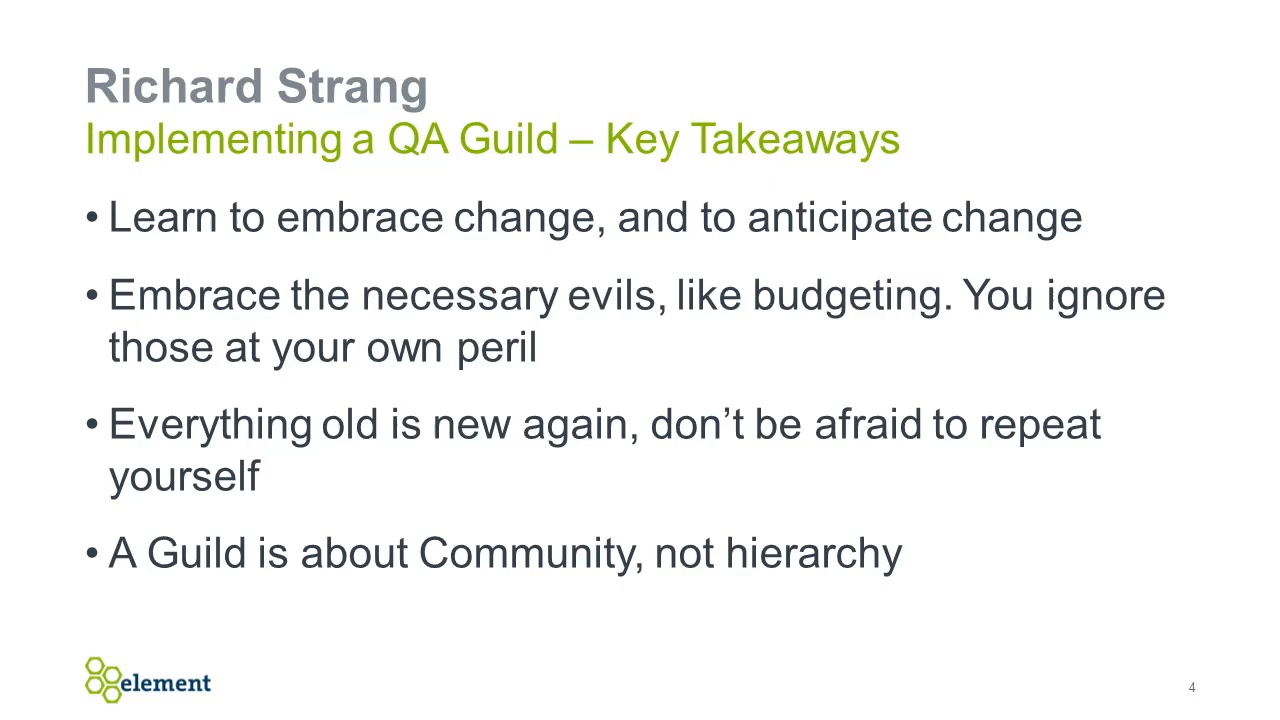 Richard Strang
Implementing a QA Guild – Key Takeaways
• Learn to embrace change, and to anticipate change
• Embrace the necessary evils, like budgeting. You ignore
those at your own peril
• Everything old is new again, don’t be afraid to repeat
yourself
• A Guild is about Community, not hierarchy
element
4